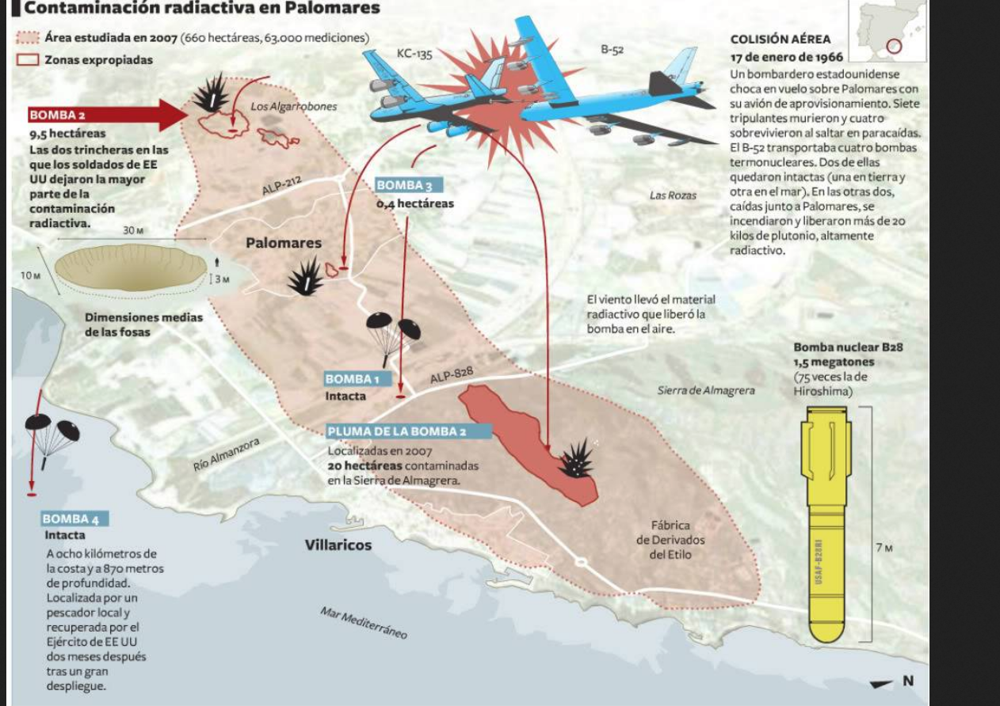 Contaminación radiactiva en Palomares
Área estudiada en 2007 (660 hectáreas, 63.000 mediciones)
Zonas expropiadas
BOMBA 2
9,5 hectáreas
Las dos trincheras en las
que los soldados de EE
UU dejaron la mayor
parte de la
contaminación
radiactiva.
30 M
10 M
3 M
Dimensiones medias
de las fosas
Los Algarrobones
ALP-212
Palomares
KC-135
B-52
BOMBA 3
0,4 hectáreas
Las Rozas
COLISIÓN AÉREA
17 de enero de 1966
Un bombardero estadounidense
choca en vuelo sobre Palomares con
su avión de aprovisionamiento. Siete
tripulantes murieron y cuatro
sobrevivieron al saltar en paracaídas.
El B-52 transportaba cuatro bombas
termonucleares. Dos de ellas
quedaron intactas (una en tierra y
otra en el mar). En las otras dos,
caídas junto a Palomares, se
incendiaron y liberaron más de 20
kilos de plutonio, altamente
radiactivo.
El viento llevó el material
radiactivo que liberó la
bomba en el aire.
BOMBA 1
Intacta
ALP-828
Sierra de Almagrera
PLUMA DE LA BOMBA 2
Localizadas en 2007
20 hectáreas contaminadas
en la Sierra de Almagrera.
Río Almanzora
Bomba nuclear B28
1,5 megatones
(75 veces la de
Hiroshima)
USAF-B28RI
7 M
BOMBA 4
Intacta
A ocho kilómetros de
la costa y a 870 metros
de profundidad.
Localizada por un
pescador local y
recuperada por el
Ejército de EE UU
dos meses después
tras un gran
despliegue.
Villaricos
Fábrica
de Derivados
del Etilo
Mar Mediterráneo
N